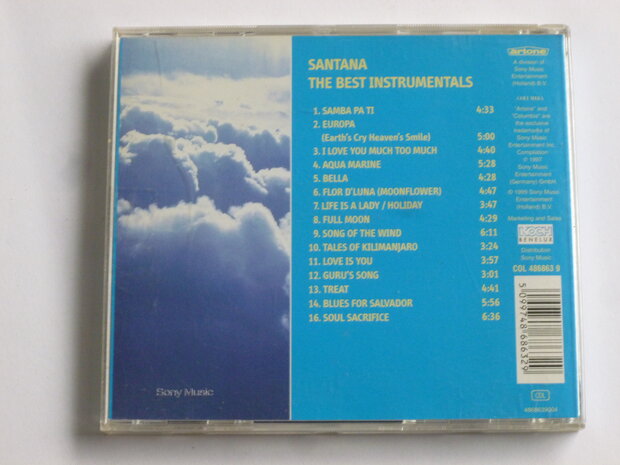 SANTANA
THE BEST INSTRUMENTALS
1. SAMBA PA TI 4:33
2. EUROPA
(Earth's Cry Heaven's Smile) 5:00
3. I LOVE YOU MUCH TOO MUCH 4:40
4. AQUA MARINE 5:28
5. BELLA 4:28
6. FLOR D'LUNA (MOONFLOWER) 4:47
7. LIFE IS A LADY / HOLIDAY 3:47
8. FULL MOON 4:29
9. SONG OF THE WIND 6:11
10. TALES OF KILIMANJARO 3:24
11. LOVE IS YOU 3:57
12. GURU'S SONG 3:01
13. TREAT 4:41
14. BLUES FOR SALVADOR 5:56
16. SOUL SACRIFICE 6:36
Sony Music
artone
A division of
Sony Music
Entertainment
(Holland) B.V.
"Artone" and
"Columbia" are
the exclusive
trademarks of
Sony Music
Entertainment Inc.
Compilation
℗ 1997
Sony Music
Entertainment
(Germany) GmbH.
© 1999 Sony Music
Entertainment
(Holland) B.V.
Marketing and Sales
KOCH
BENELUX
Distribution
Sony Music
COL 486863 9
5099748686329
4868639004